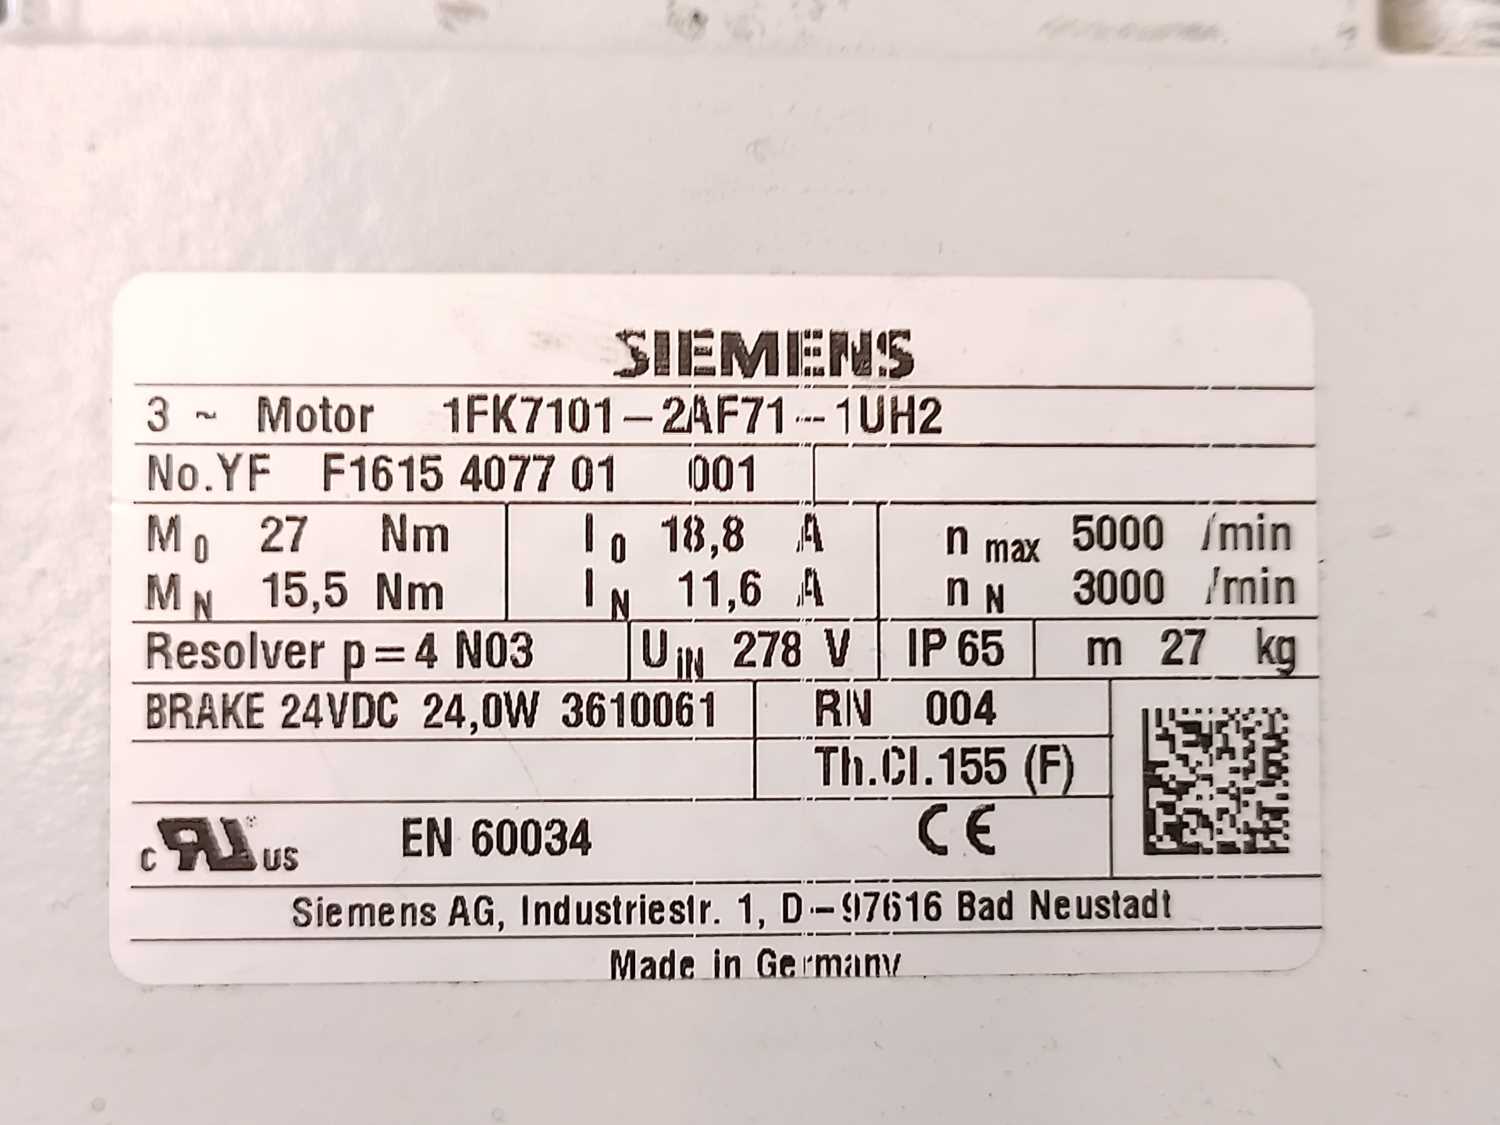 SIEMENS
3 ~ Motor 1FK7101-2AF71-1UH2
No.YF F1615 4077 01 001
M0 27 Nm I0 18,8 A nmax 5000 /min
MN 15,5 Nm IN 11,6 A nN 3000 /min
Resolver p=4 N03 UiN 278 V IP 65 m 27 kg
BRAKE 24VDC 24,0W 3610061 RN 004
Th.Cl.155 (F)
c RU US EN 60034 CE
Siemens AG, Industriestr. 1, D-97616 Bad Neustadt
Made in Germany